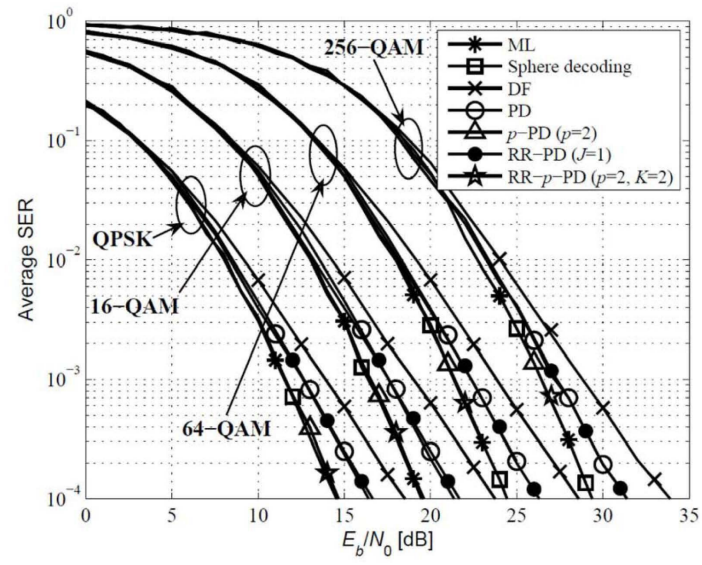 10^0
10^−1
10^−2
10^−3
10^−4
Average SER
0 5 10 15 20 25 30 35
E_b/N_0 [dB]
256−QAM
QPSK
16−QAM
64−QAM
ML
Sphere decoding
DF
PD
p−PD (p=2)
RR−PD (J=1)
RR−p−PD (p=2, K=2)